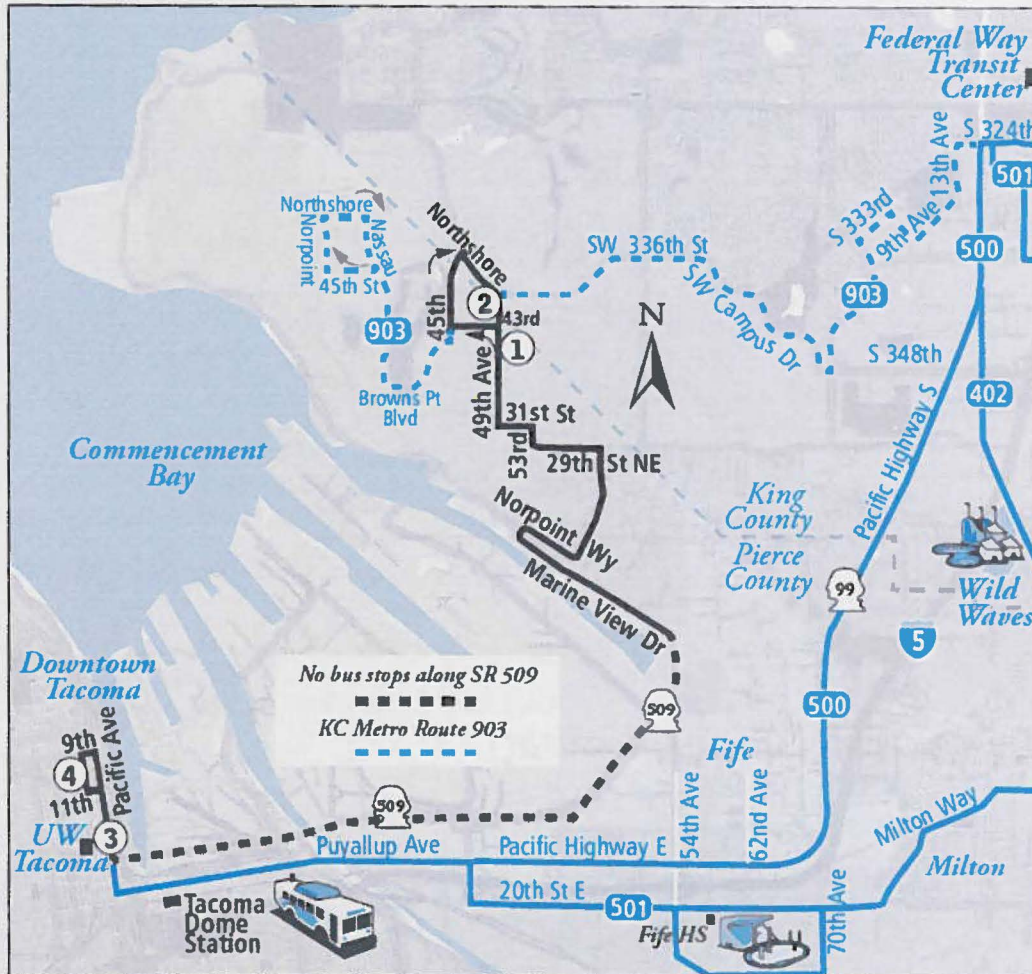 Federal Way
Transit
Center
S 324th
13th Ave
501
S 333rd
9th Ave
500
903
SW 336th St
SW Campus Dr
S 348th
402
Northshore
Nassau
Norpoint
45th St
903
Browns Pt
Blvd
Northshore
45th
2
43rd
1
49th Ave
N
31st St
53rd
29th St NE
Norpoint Wy
Marine View Dr
Commencement
Bay
King
County
Pierce
County
Pacific Highway S
99
Wild
Waves
5
500
Downtown
Tacoma
No bus stops along SR 509
KC Metro Route 903
509
Fife
9th
Pacific Ave
4
11th
3
UW
Tacoma
509
Puyallup Ave
Pacific Highway E
54th Ave
62nd Ave
Milton Way
Milton
20th St E
501
70th Ave
Tacoma
Dome
Station
Fife HS